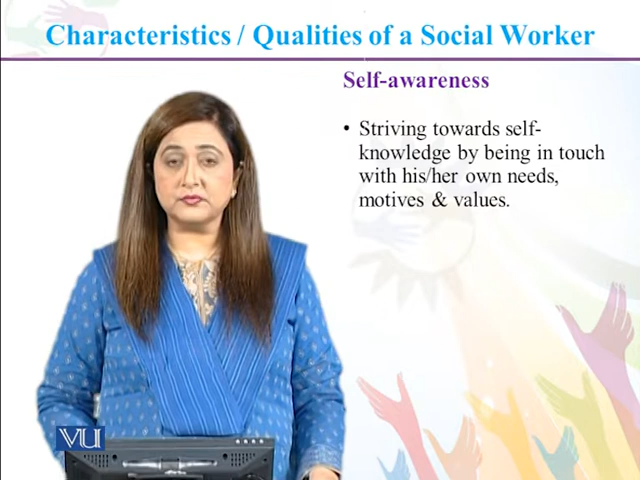 Characteristics / Qualities of a Social Worker
Self-awareness
• Striving towards self-
knowledge by being in touch
with his/her own needs,
motives & values.
VU